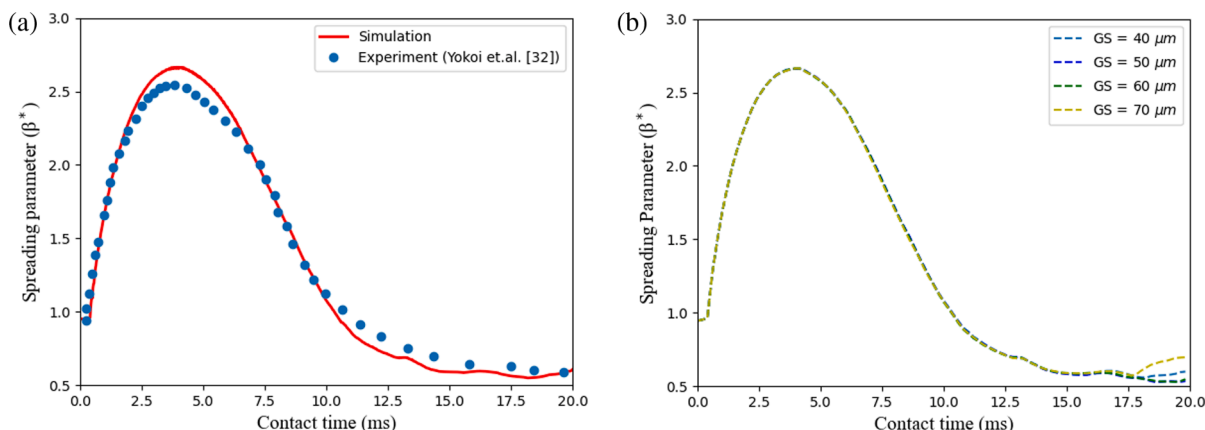 (a)
3.0
2.5
2.0
1.5
1.0
0.5
Spreading parameter (β*)
Simulation
Experiment (Yokoi et.al. [32])
0.0 2.5 5.0 7.5 10.0 12.5 15.0 17.5 20.0
Contact time (ms)
(b)
3.0
2.5
2.0
1.5
1.0
0.5
Spreading Parameter (β*)
GS = 40 μm
GS = 50 μm
GS = 60 μm
GS = 70 μm
0.0 2.5 5.0 7.5 10.0 12.5 15.0 17.5 20.0
Contact time (ms)